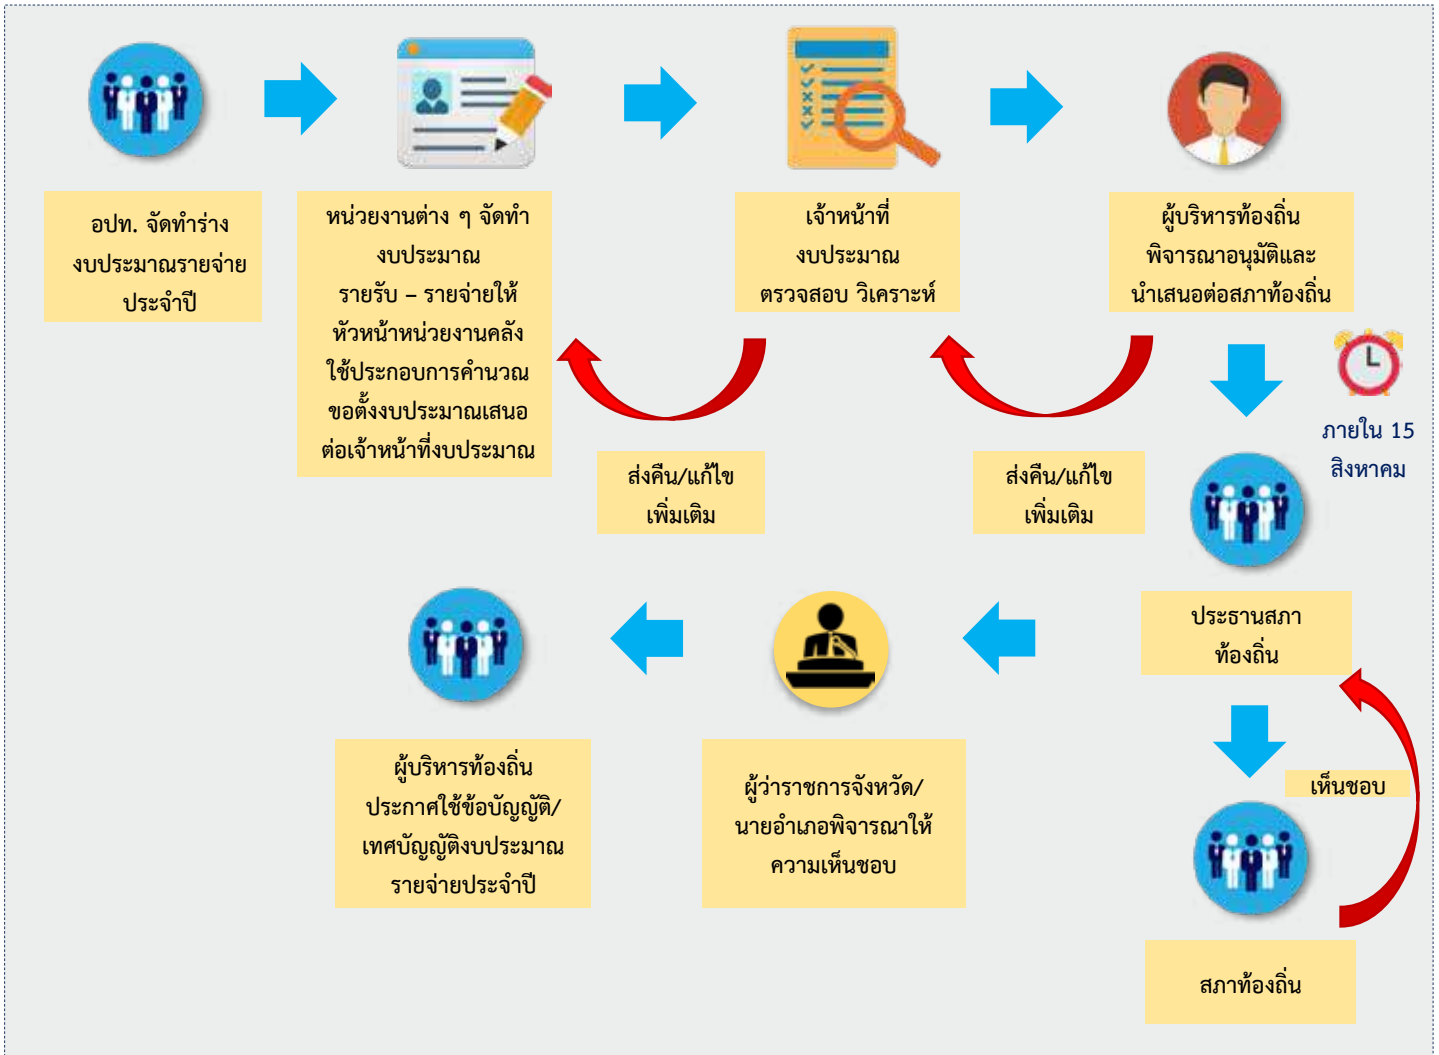 อปท. จัดทำร่าง
งบประมาณรายจ่าย
ประจำปี
หน่วยงานต่าง ๆ จัดทำ
งบประมาณ
รายรับ – รายจ่ายให้
หัวหน้าหน่วยงานคลัง
ใช้ประกอบการคำนวณ
ขอตั้งงบประมาณเสนอ
ต่อเจ้าหน้าที่งบประมาณ
เจ้าหน้าที่
งบประมาณ
ตรวจสอบ วิเคราะห์
ผู้บริหารท้องถิ่น
พิจารณาอนุมัติและ
นำเสนอต่อสภาท้องถิ่น
ส่งคืน/แก้ไข
เพิ่มเติม
ส่งคืน/แก้ไข
เพิ่มเติม
ภายใน 15
สิงหาคม
ประธานสภา
ท้องถิ่น
เห็นชอบ
สภาท้องถิ่น
ผู้ว่าราชการจังหวัด/
นายอำเภอพิจารณาให้
ความเห็นชอบ
ผู้บริหารท้องถิ่น
ประกาศใช้ข้อบัญญัติ/
เทศบัญญัติงบประมาณ
รายจ่ายประจำปี